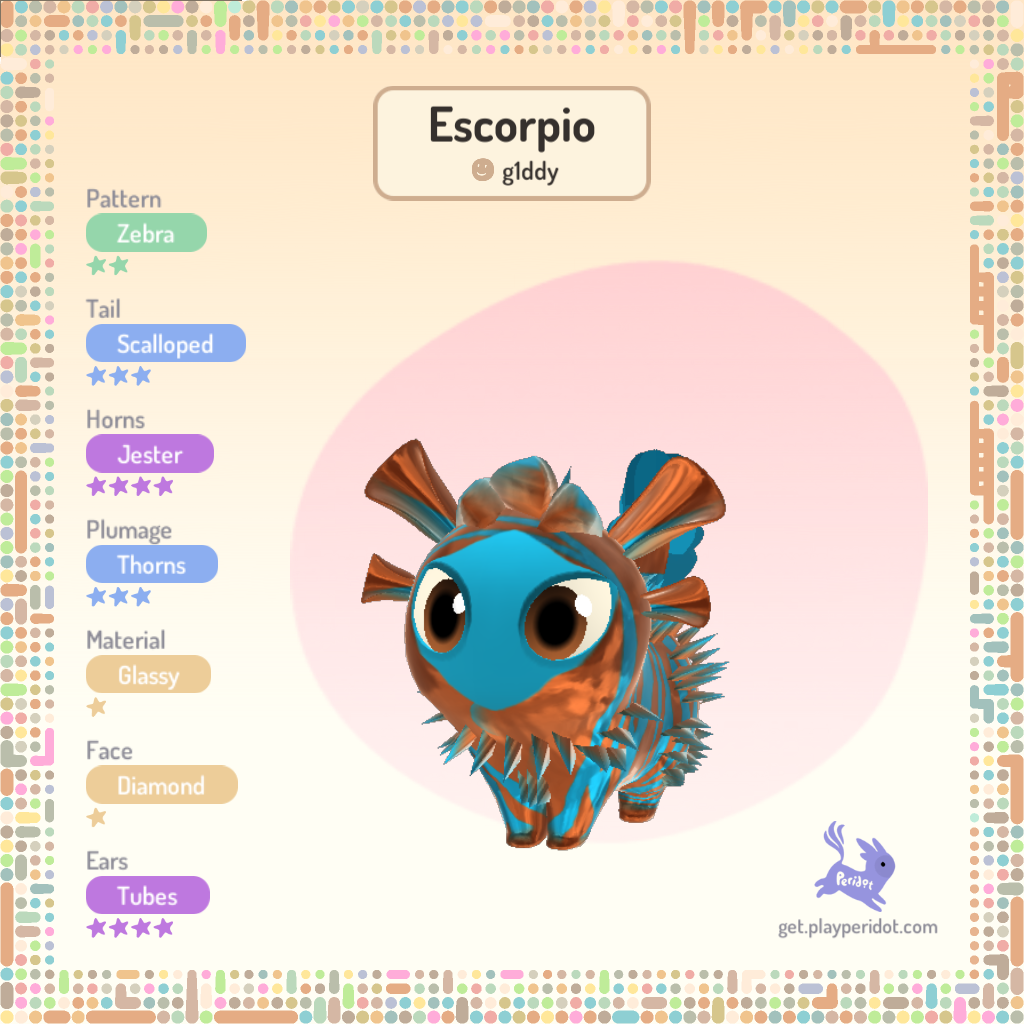 Escorpio
g1ddy
Pattern
Zebra
Tail
Scalloped
Horns
Jester
Plumage
Thorns
Material
Glassy
Face
Diamond
Ears
Tubes
Peridot
get.playperidot.com